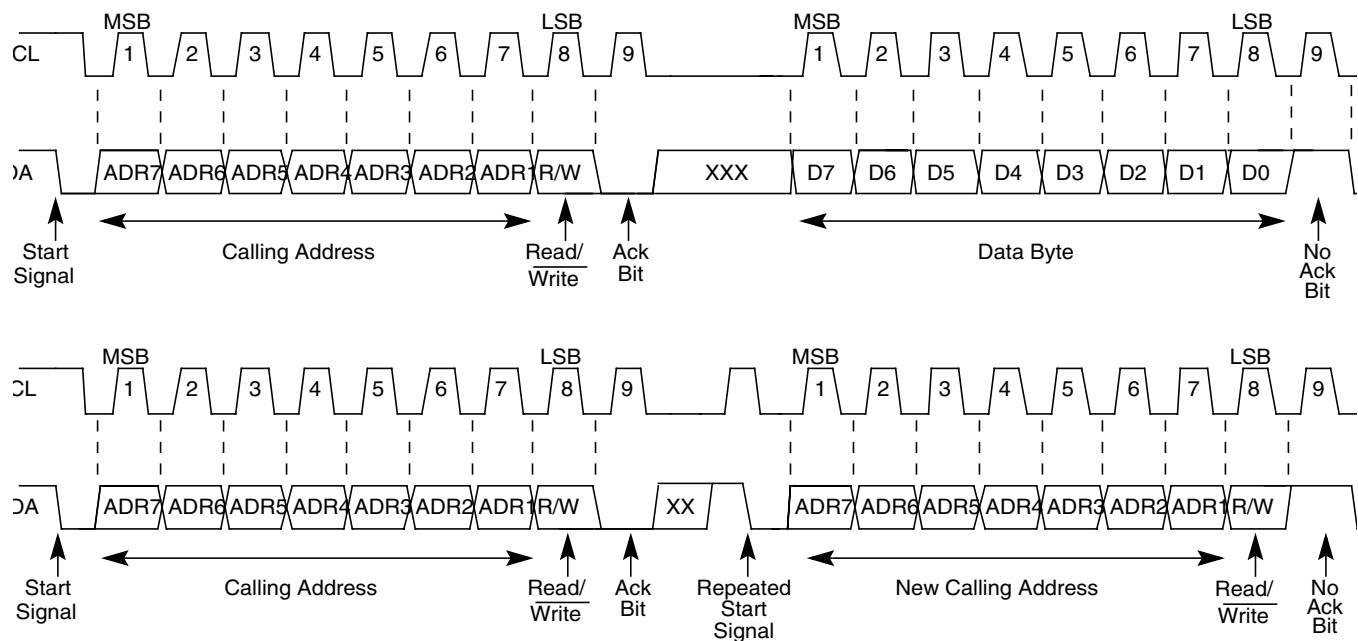 MSB LSB MSB LSB
CL 1 2 3 4 5 6 7 8 9 1 2 3 4 5 6 7 8 9
DA ADR7 ADR6 ADR5 ADR4 ADR3 ADR2 ADR1 R/W XXX D7 D6 D5 D4 D3 D2 D1 D0
Start Signal Calling Address Read/Write Ack Bit Data Byte No Ack Bit
MSB LSB MSB LSB
CL 1 2 3 4 5 6 7 8 9 1 2 3 4 5 6 7 8 9
DA ADR7 ADR6 ADR5 ADR4 ADR3 ADR2 ADR1 R/W XX ADR7 ADR6 ADR5 ADR4 ADR3 ADR2 ADR1 R/W
Start Signal Calling Address Read/Write Ack Bit Repeated Start Signal New Calling Address Read/Write No Ack Bit